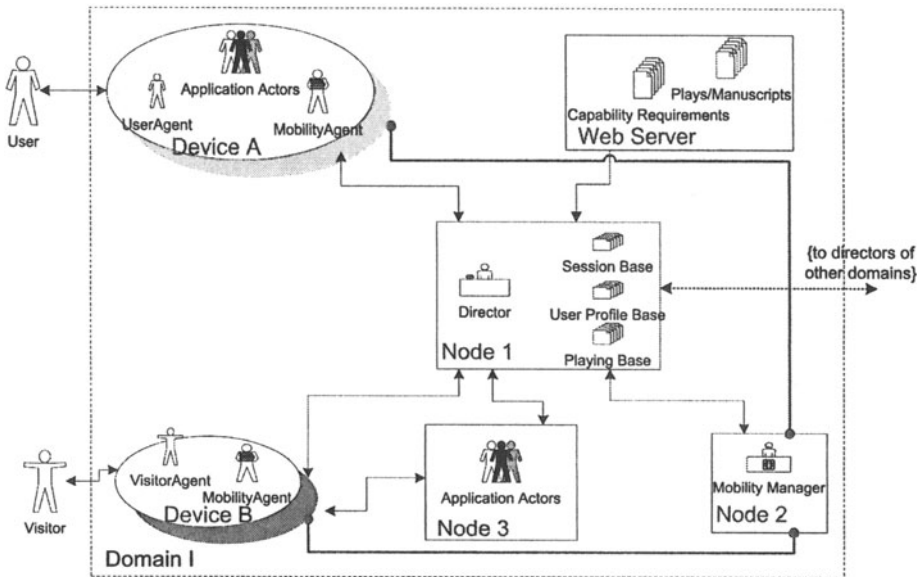 User
Application Actors
UserAgent
MobilityAgent
Device A
Plays/Manuscripts
Capability Requirements
Web Server
Session Base
Director
User Profile Base
Playing Base
Node 1
{to directors of
other domains}
Visitor
VisitorAgent
MobilityAgent
Device B
Application Actors
Node 3
Mobility Manager
Node 2
Domain I